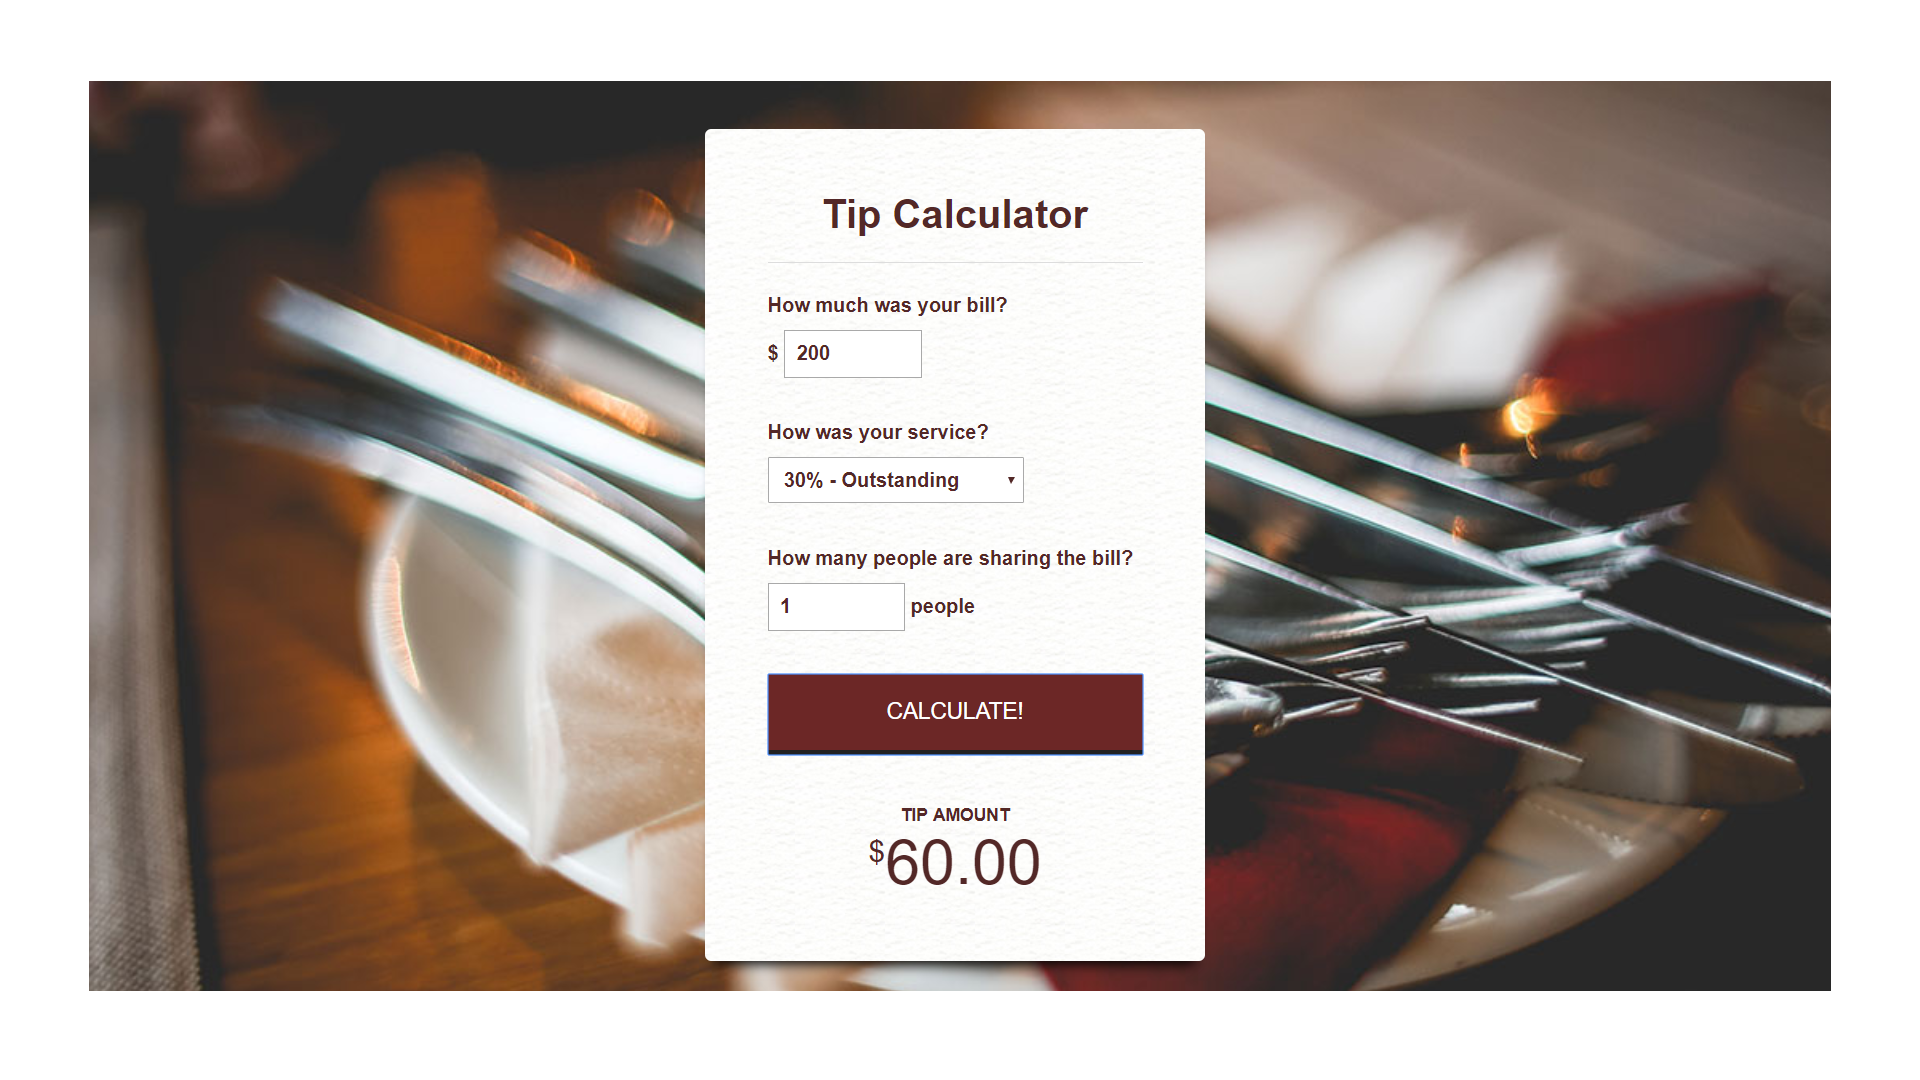 Tip Calculator
How much was your bill?
$ 200
How was your service?
30% - Outstanding
How many people are sharing the bill?
1 people
CALCULATE!
TIP AMOUNT
$60.00